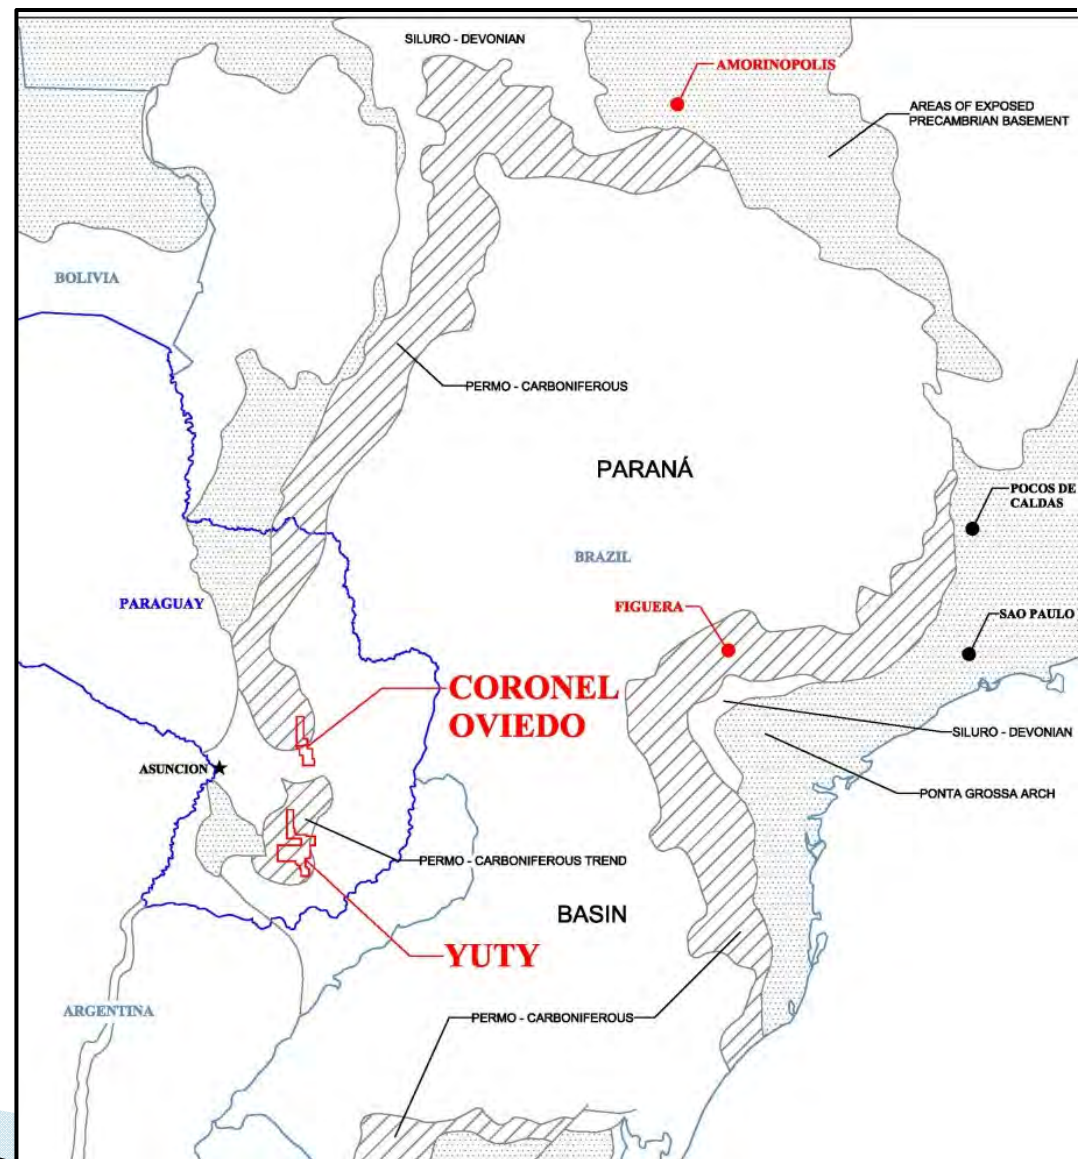 SILURO - DEVONIAN
AMORINOPOLIS
AREAS OF EXPOSED
PRECAMBRIAN BASEMENT
BOLIVIA
PERMO - CARBONIFEROUS
PARANÁ
POCOS DE
CALDAS
BRAZIL
PARAGUAY
FIGUERA
SAO PAULO
CORONEL
OVIEDO
SILURO - DEVONIAN
ASUNCION
PONTA GROSSA ARCH
PERMO - CARBONIFEROUS TREND
BASIN
YUTY
ARGENTINA
PERMO - CARBONIFEROUS